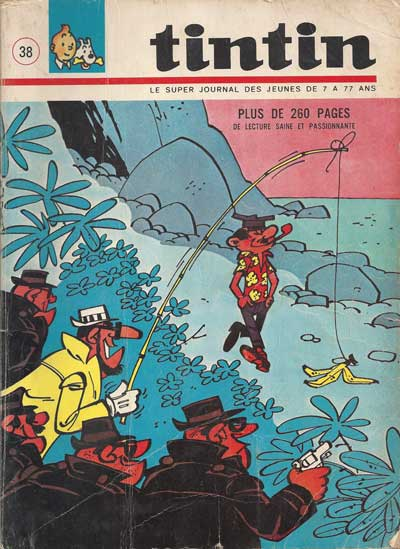 38
tintin
LE SUPER JOURNAL DES JEUNES DE 7 A 77 ANS
PLUS DE 260 PAGES
DE LECTURE SAINE ET PASSIONNANTE